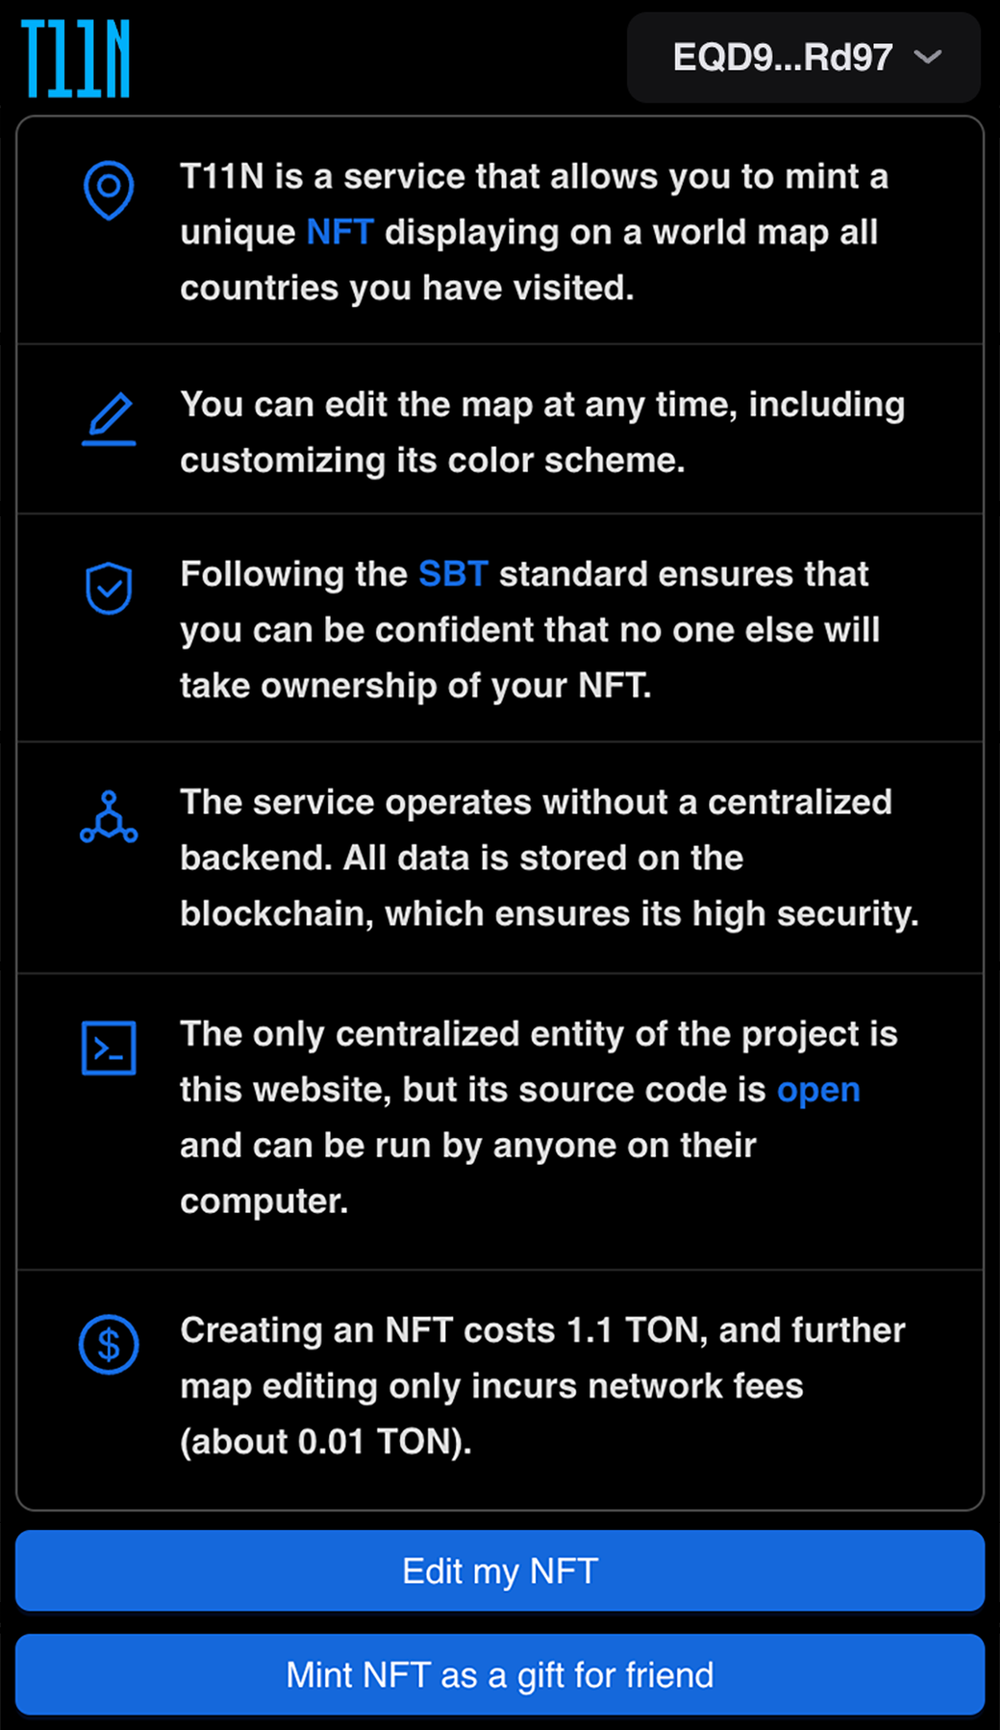 T11N
EQD9...Rd97
T11N is a service that allows you to mint a
unique NFT displaying on a world map all
countries you have visited.
You can edit the map at any time, including
customizing its color scheme.
Following the SBT standard ensures that
you can be confident that no one else will
take ownership of your NFT.
The service operates without a centralized
backend. All data is stored on the
blockchain, which ensures its high security.
The only centralized entity of the project is
this website, but its source code is open
and can be run by anyone on their
computer.
Creating an NFT costs 1.1 TON, and further
map editing only incurs network fees
(about 0.01 TON).
Edit my NFT
Mint NFT as a gift for friend